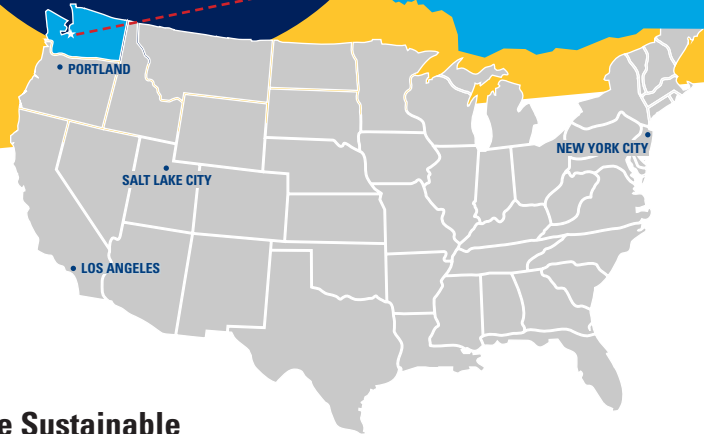 PORTLAND
NEW YORK CITY
SALT LAKE CITY
LOS ANGELES
e Sustainable